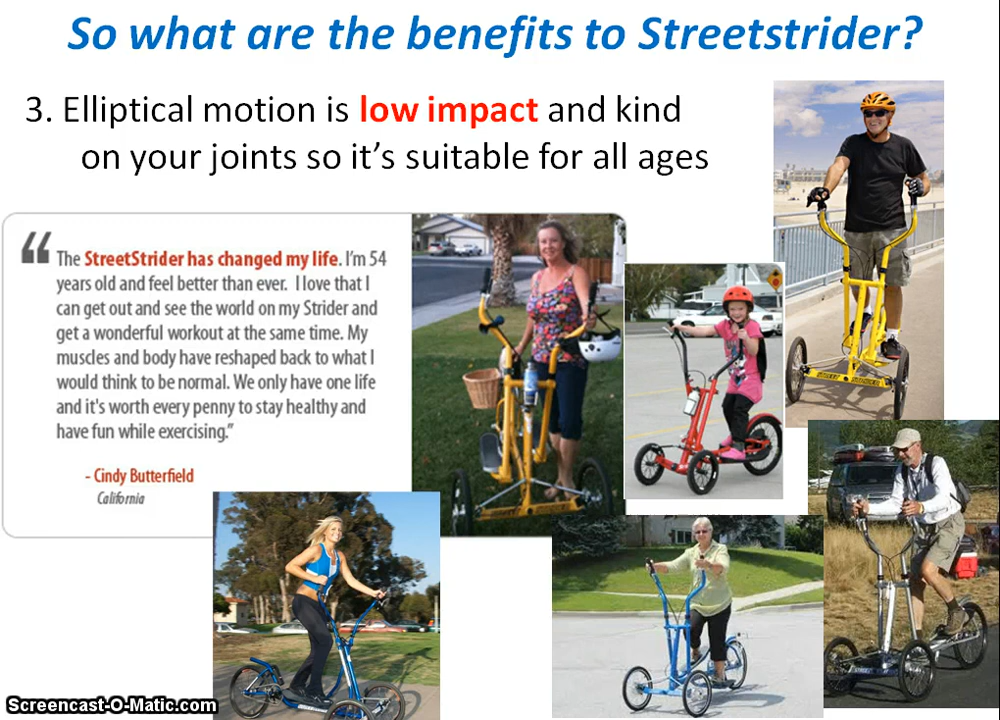 So what are the benefits to Streetstrider?
3. Elliptical motion is low impact and kind
on your joints so it's suitable for all ages
“ The StreetStrider has changed my life. I'm 54
years old and feel better than ever. I love that I
can get out and see the world on my Strider and
get a wonderful workout at the same time. My
muscles and body have reshaped back to what I
would think to be normal. We only have one life
and it's worth every penny to stay healthy and
have fun while exercising.”
- Cindy Butterfield
California
Screencast-O-Matic.com